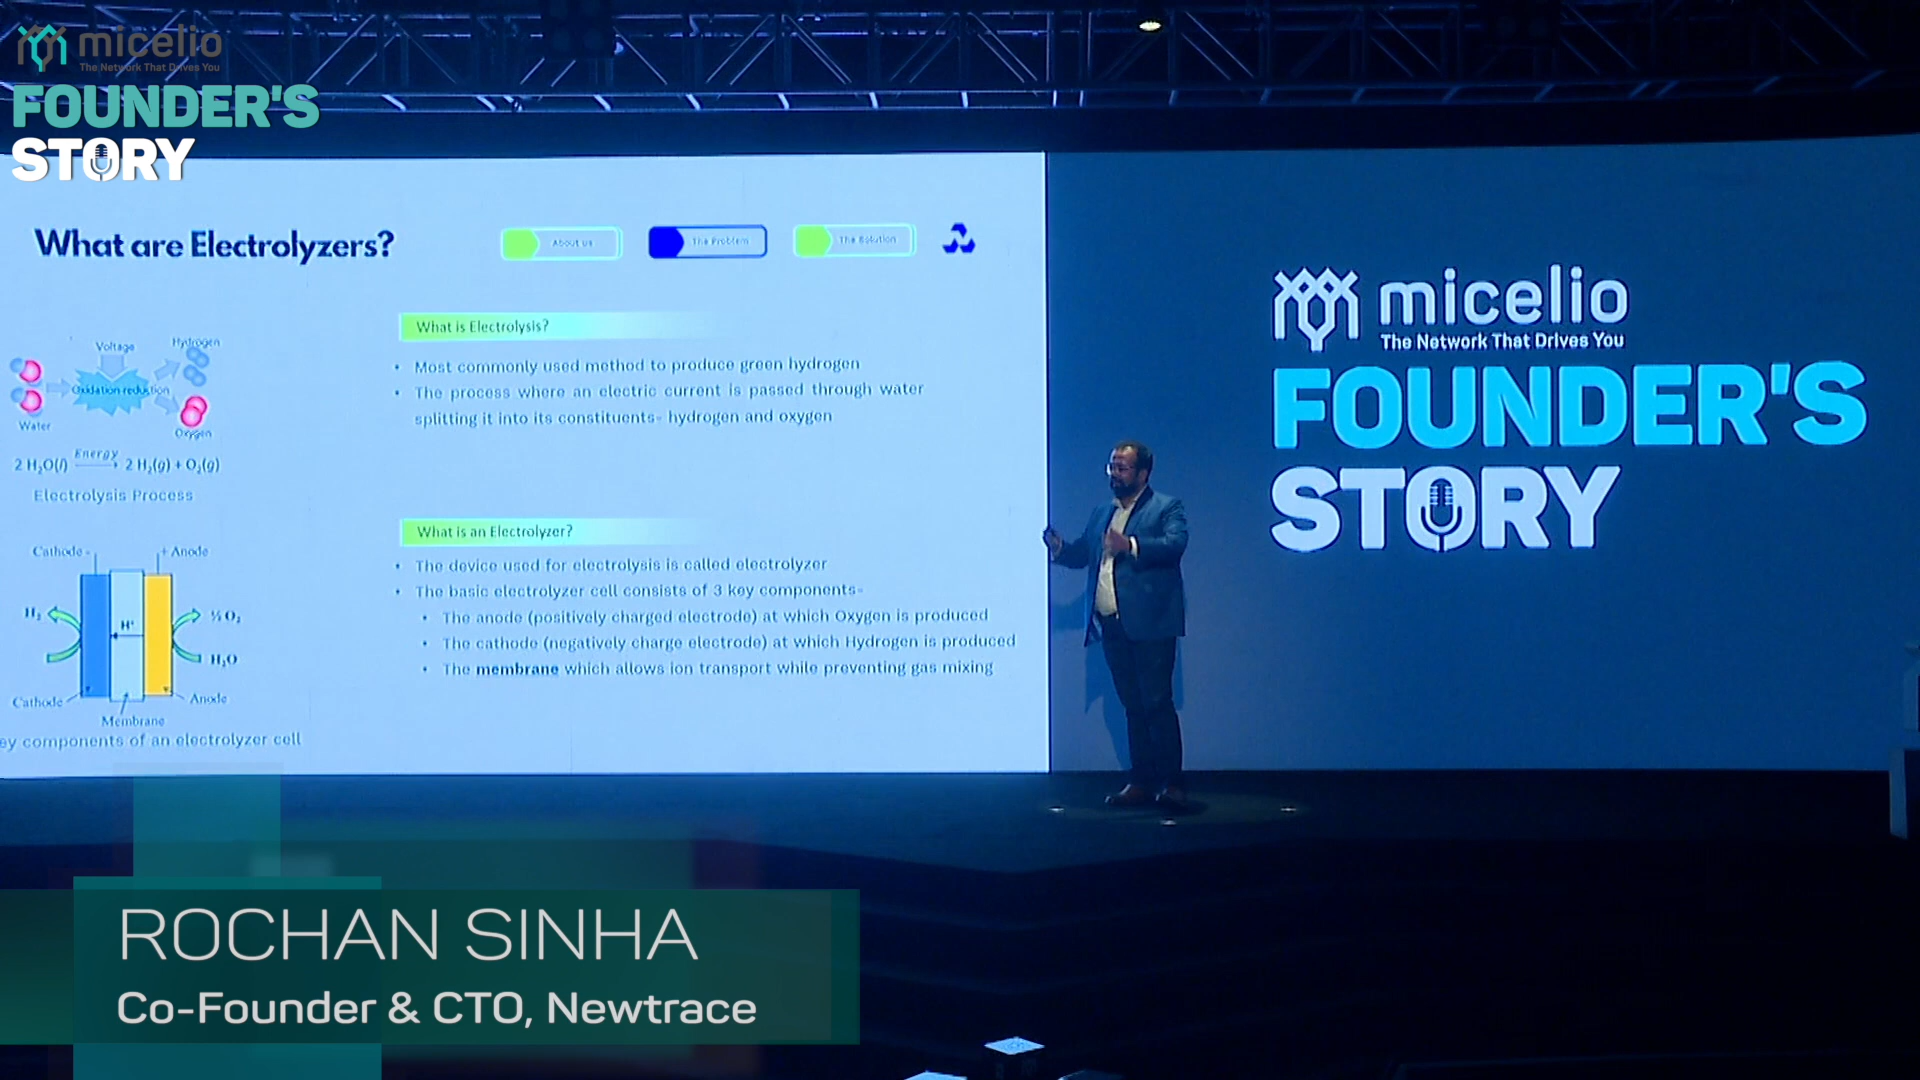 micelio
The Network That Drives You
FOUNDER'S
STORY
What are Electrolyzers?
About us
The Problem
The Solution
Voltage
Hydrogen
Oxidation reduction
Water
Oxygen
2 H₂O(l) Energy 2 H₂(g) + O₂(g)
Electrolysis Process
What is Electrolysis?
• Most commonly used method to produce green hydrogen
• The process where an electric current is passed through water
splitting it into its constituents- hydrogen and oxygen
What is an Electrolyzer?
• The device used for electrolysis is called electrolyzer
• The basic electrolyzer cell consists of 3 key components-
• The anode (positively charged electrode) at which Oxygen is produced
• The cathode (negatively charge electrode) at which Hydrogen is produced
• The membrane which allows ion transport while preventing gas mixing
Cathode -
+ Anode
H₂
H⁺
½ O₂
H₂O
Cathode
Anode
Membrane
ey components of an electrolyzer cell
micelio
The Network That Drives You
FOUNDER'S
STORY
ROCHAN SINHA
Co-Founder & CTO, Newtrace